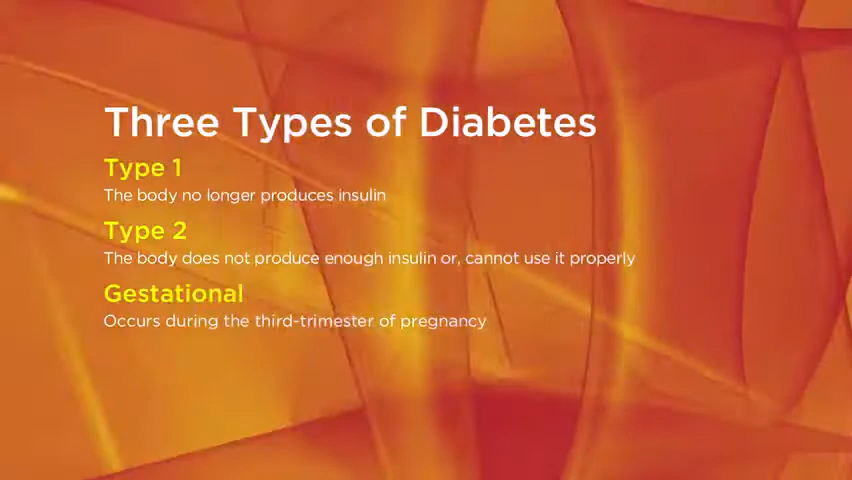 Three Types of Diabetes
Type 1
The body no longer produces insulin
Type 2
The body does not produce enough insulin or, cannot use it properly
Gestational
Occurs during the third-trimester of pregnancy